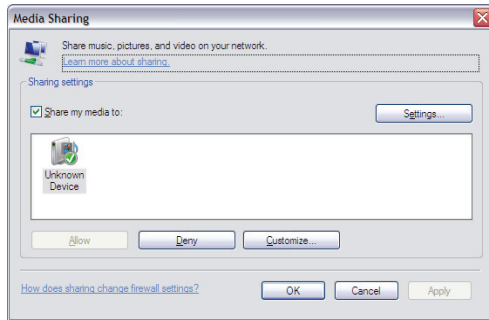 Media Sharing
Share music, pictures, and video on your network.
Learn more about sharing.
Sharing settings
Share my media to:
Settings...
Unknown
Device
Allow
Deny
Customize...
How does sharing change firewall settings?
OK
Cancel
Apply